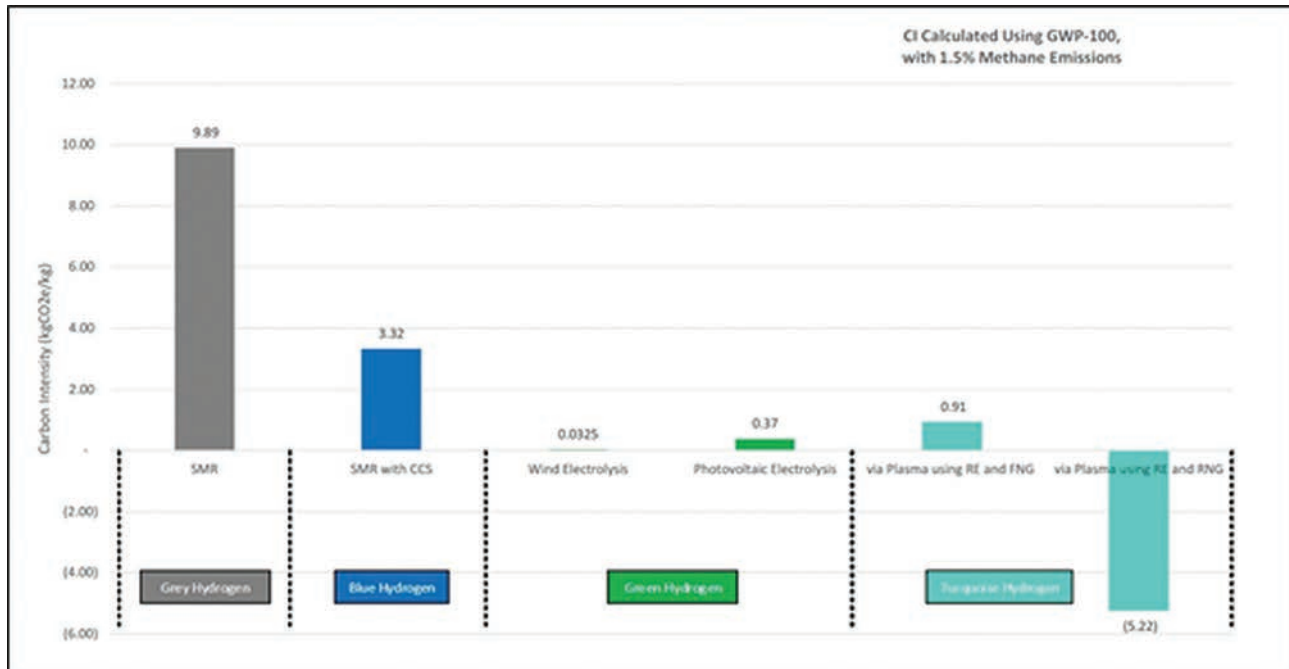 CI Calculated Using GWP-100,
with 1.5% Methane Emissions
Carbon Intensity (kgCO2e/kg)
12.00
10.00
8.00
6.00
4.00
2.00
-
(2.00)
(4.00)
(6.00)
9.89
3.32
0.0325
0.37
0.91
(5.22)
SMR
SMR with CCS
Wind Electrolysis
Photovoltaic Electrolysis
via Plasma using RE and FNG
via Plasma using RE and RNG
Grey Hydrogen
Blue Hydrogen
Green Hydrogen
Turquoise Hydrogen